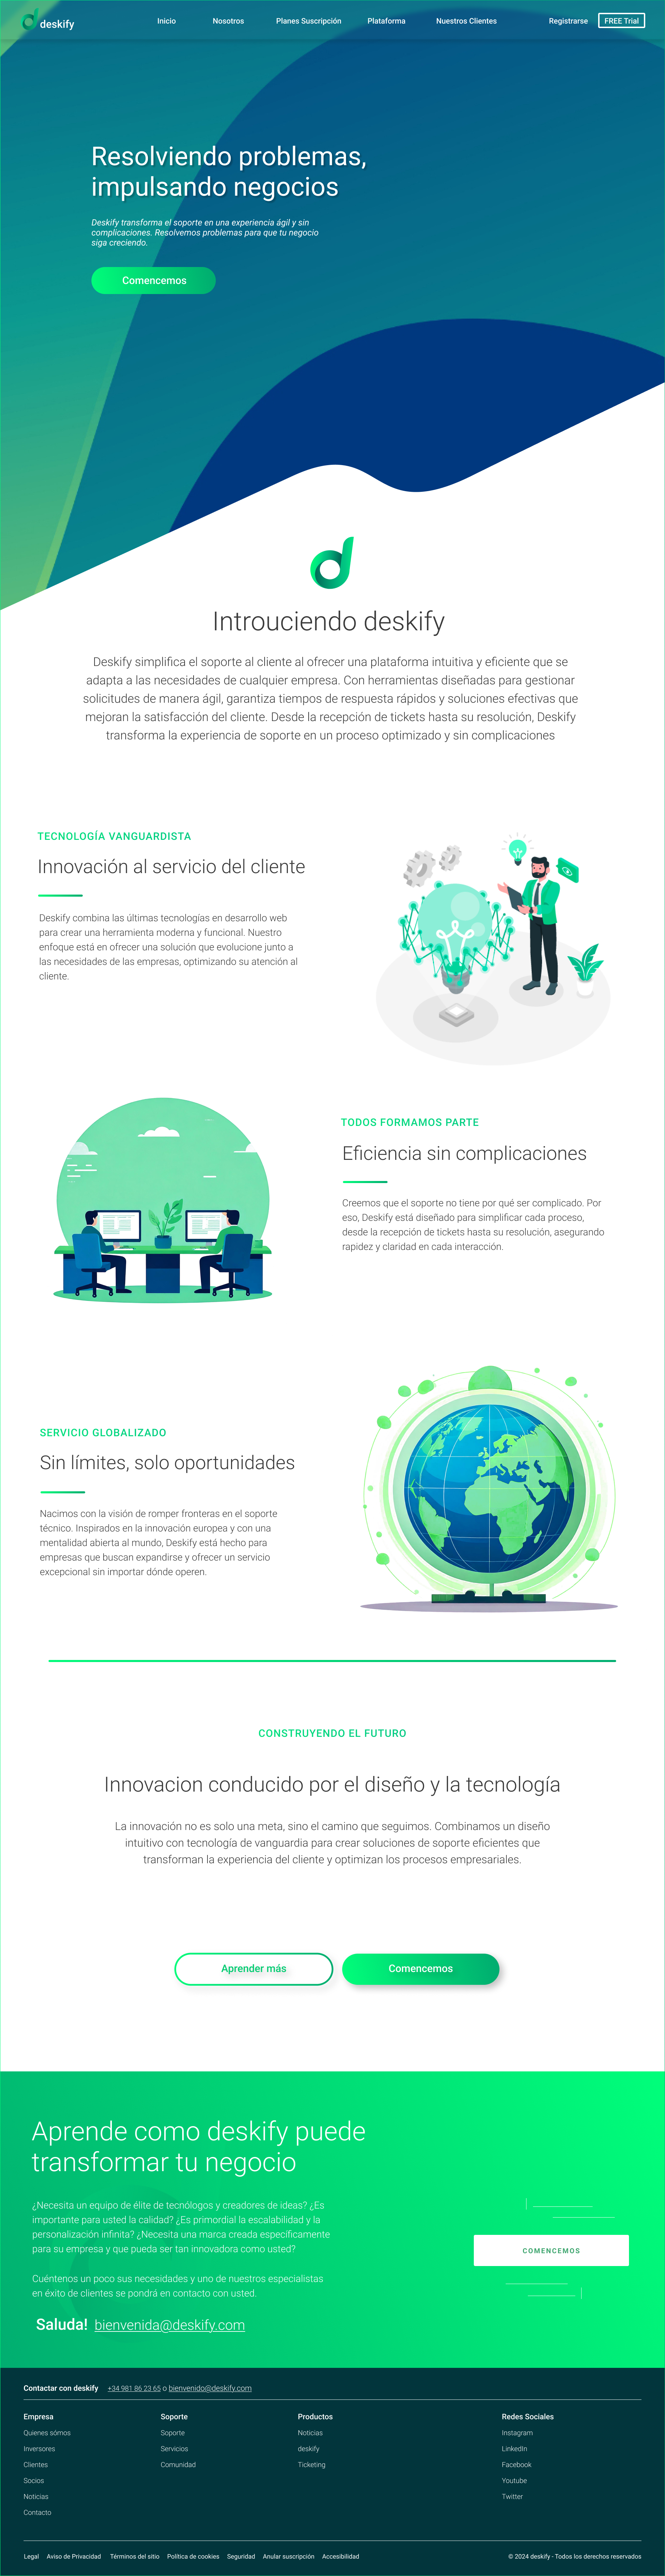 deskify
Inicio
Nosotros
Planes Suscripción
Plataforma
Nuestros Clientes
Registrarse
FREE Trial
Resolviendo problemas,
impulsando negocios
Deskify transforma el soporte en una experiencia ágil y sin
complicaciones. Resolvemos problemas para que tu negocio
siga creciendo.
Comencemos
Introuciendo deskify
Deskify simplifica el soporte al cliente al ofrecer una plataforma intuitiva y eficiente que se
adapta a las necesidades de cualquier empresa. Con herramientas diseñadas para gestionar
solicitudes de manera ágil, garantiza tiempos de respuesta rápidos y soluciones efectivas que
mejoran la satisfacción del cliente. Desde la recepción de tickets hasta su resolución, Deskify
transforma la experiencia de soporte en un proceso optimizado y sin complicaciones
TECNOLOGÍA VANGUARDISTA
Innovación al servicio del cliente
Deskify combina las últimas tecnologías en desarrollo web
para crear una herramienta moderna y funcional. Nuestro
enfoque está en ofrecer una solución que evolucione junto a
las necesidades de las empresas, optimizando su atención al
cliente.
TODOS FORMAMOS PARTE
Eficiencia sin complicaciones
Creemos que el soporte no tiene por qué ser complicado. Por
eso, Deskify está diseñado para simplificar cada proceso,
desde la recepción de tickets hasta su resolución, asegurando
rapidez y claridad en cada interacción.
SERVICIO GLOBALIZADO
Sin límites, solo oportunidades
Nacimos con la visión de romper fronteras en el soporte
técnico. Inspirados en la innovación europea y con una
mentalidad abierta al mundo, Deskify está hecho para
empresas que buscan expandirse y ofrecer un servicio
excepcional sin importar dónde operen.
CONSTRUYENDO EL FUTURO
Innovacion conducido por el diseño y la tecnología
La innovación no es solo una meta, sino el camino que seguimos. Combinamos un diseño
intuitivo con tecnología de vanguardia para crear soluciones de soporte eficientes que
transforman la experiencia del cliente y optimizan los procesos empresariales.
Aprender más
Comencemos
Aprende como deskify puede
transformar tu negocio
¿Necesita un equipo de élite de tecnólogos y creadores de ideas? ¿Es
importante para usted la calidad? ¿Es primordial la escalabilidad y la
personalización infinita? ¿Necesita una marca creada específicamente
para su empresa y que pueda ser tan innovadora como usted?
Cuéntenos un poco sus necesidades y uno de nuestros especialistas
en éxito de clientes se pondrá en contacto con usted.
Saluda! bienvenida@deskify.com
COMENCEMOS
Contactar con deskify +34 981 86 23 65 o bienvenido@deskify.com
Empresa
Quienes sómos
Inversores
Clientes
Socios
Noticias
Contacto
Soporte
Soporte
Servicios
Comunidad
Productos
Noticias
deskify
Ticketing
Redes Sociales
Instagram
LinkedIn
Facebook
Youtube
Twitter
Legal
Aviso de Privacidad
Términos del sitio
Política de cookies
Seguridad
Anular suscripción
Accesibilidad
© 2024 deskify - Todos los derechos reservados